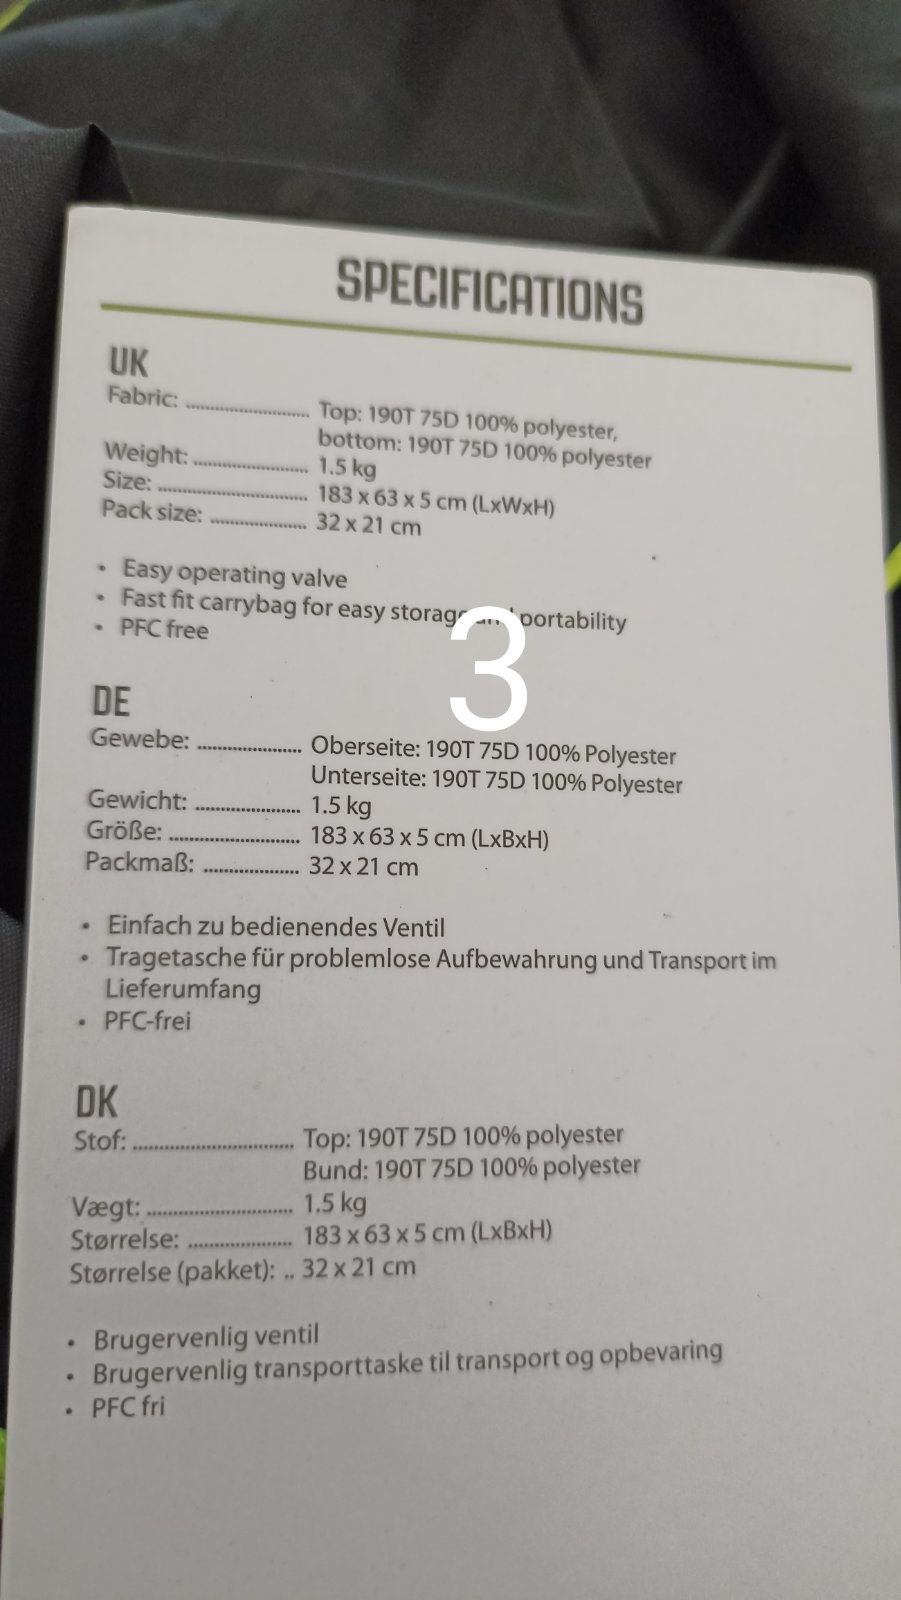 SPECIFICATIONS
UK
Fabric: ........................ Top: 190T 75D 100% polyester,
bottom: 190T 75D 100% polyester
Weight: ...................... 1.5 kg
Size: ............................. 183 x 63 x 5 cm (LxWxH)
Pack size: ................... 32 x 21 cm
• Easy operating valve
• Fast fit carrybag for easy storage and portability
• PFC free
3
DE
Gewebe: .................... Oberseite: 190T 75D 100% Polyester
Unterseite: 190T 75D 100% Polyester
Gewicht: .................... 1.5 kg
Größe: ......................... 183 x 63 x 5 cm (LxBxH)
Packmaß: .................. 32 x 21 cm
• Einfach zu bedienendes Ventil
• Tragetasche für problemlose Aufbewahrung und Transport im
Lieferumfang
• PFC-frei
DK
Stof: ............................... Top: 190T 75D 100% polyester
Bund: 190T 75D 100% polyester
Vægt: ............................ 1.5 kg
Størrelse: .................... 183 x 63 x 5 cm (LxBxH)
Størrelse (pakket): .. 32 x 21 cm
• Brugervenlig ventil
• Brugervenlig transporttaske til transport og opbevaring
• PFC fri